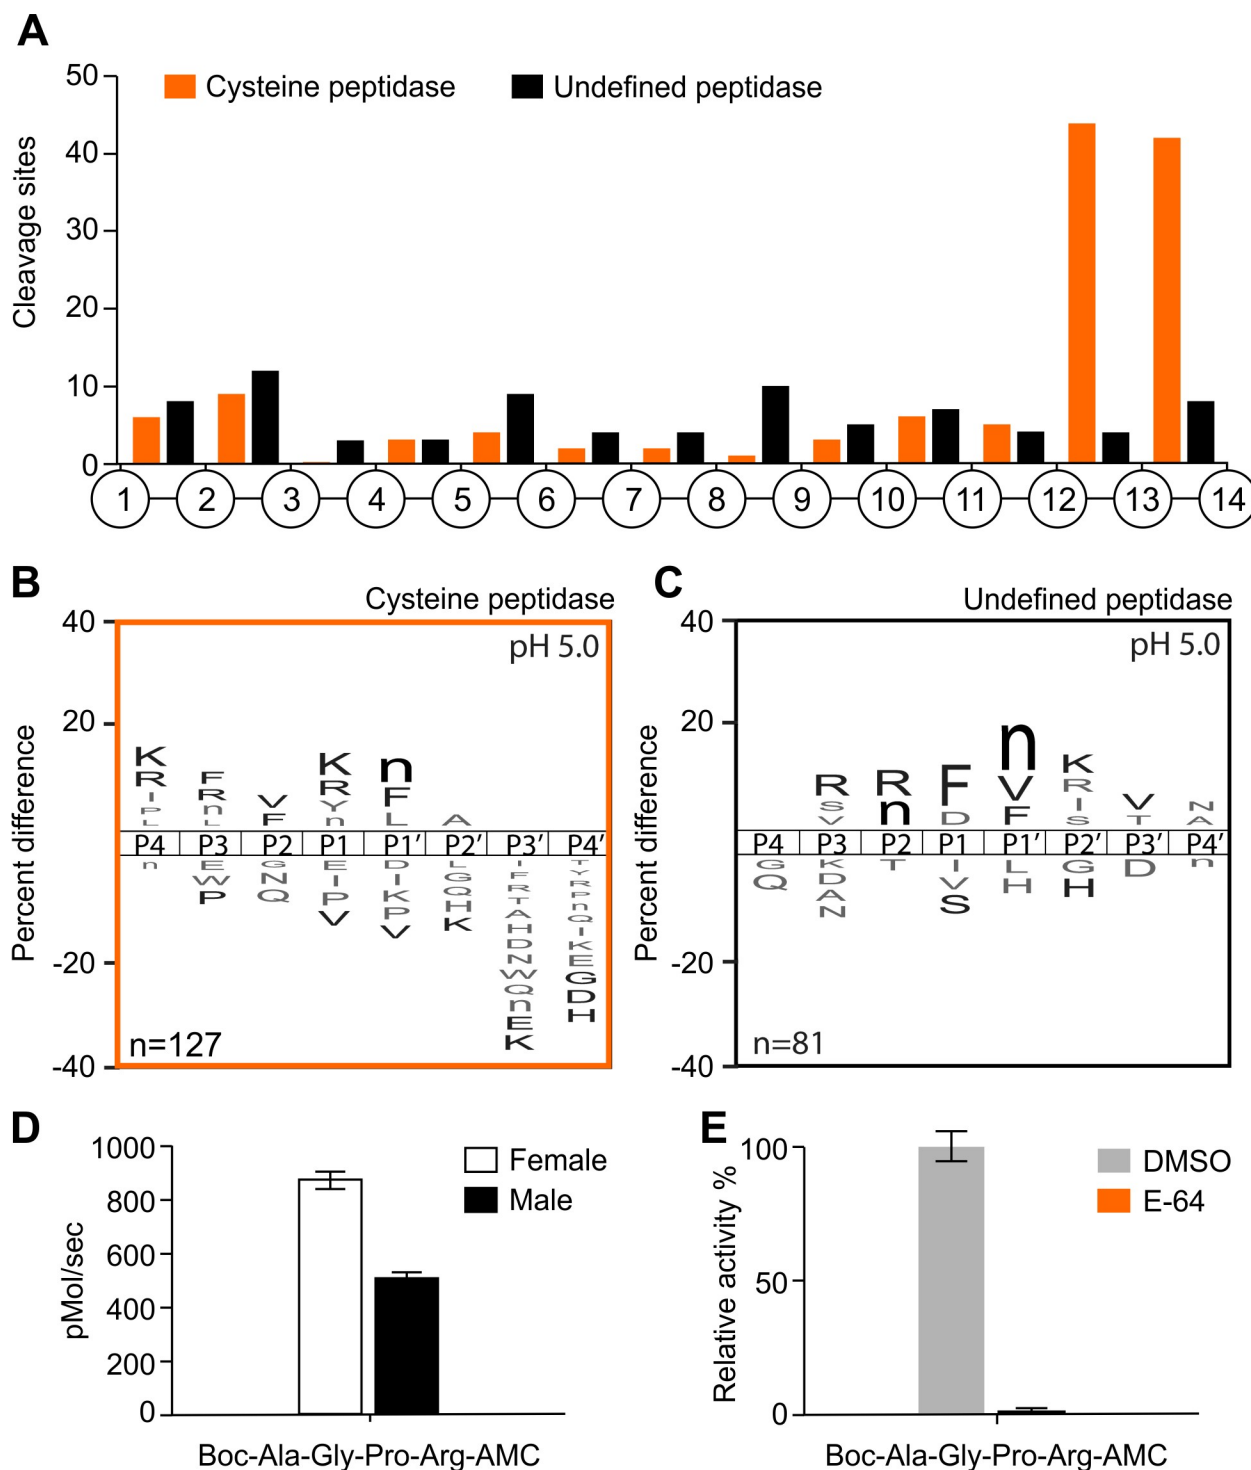 A
50
Cysteine peptidase
Undefined peptidase
40
30
20
10
0
Cleavage sites
1 2 3 4 5 6 7 8 9 10 11 12 13 14
B
Cysteine peptidase
pH 5.0
40
20
-20
-40
Percent difference
K F K n
R R V R F
I n F Y L A
P L n
L
P4 P3 P2 P1 P1′ P2′ P3′ P4′
n=127
C
Undefined peptidase
pH 5.0
40
20
-20
-40
Percent difference
R R F n K V N
S n D V R T A
V F I
S
P4 P3 P2 P1 P1′ P2′ P3′ P4′
G K T I L G D n
Q D V H H
A S
N
n=81
D
1000
800
600
400
200
0
pMol/sec
Female
Male
Boc-Ala-Gly-Pro-Arg-AMC
E
100
50
0
Relative activity %
DMSO
E-64
Boc-Ala-Gly-Pro-Arg-AMC